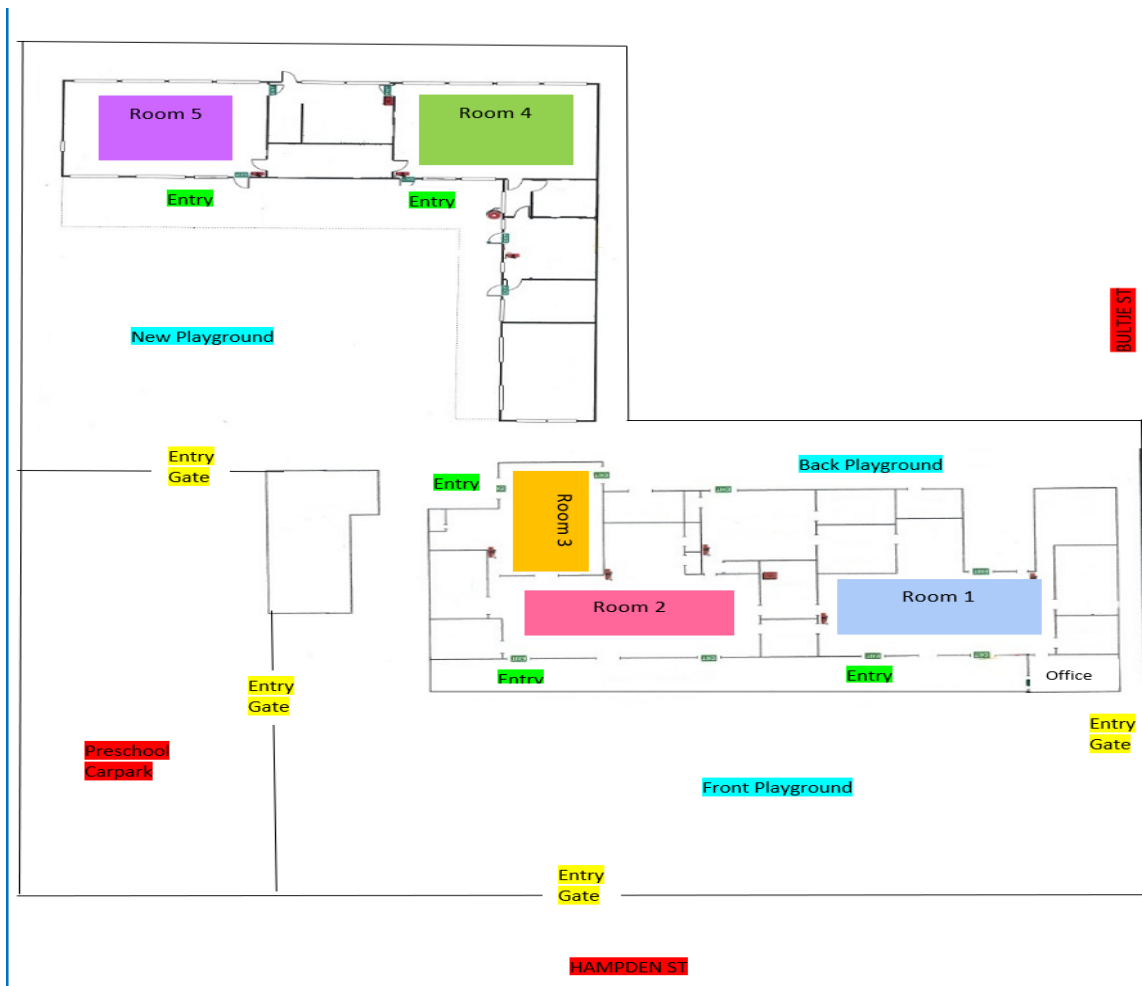 Room 5
Room 4
Entry
Entry
BULTJE ST
New Playground
Entry
Gate
Back Playground
Entry
Room 3
Room 2
Room 1
Entry
Entry
Office
Entry
Gate
Entry
Gate
Preschool
Carpark
Front Playground
Entry
Gate
HAMPDEN ST